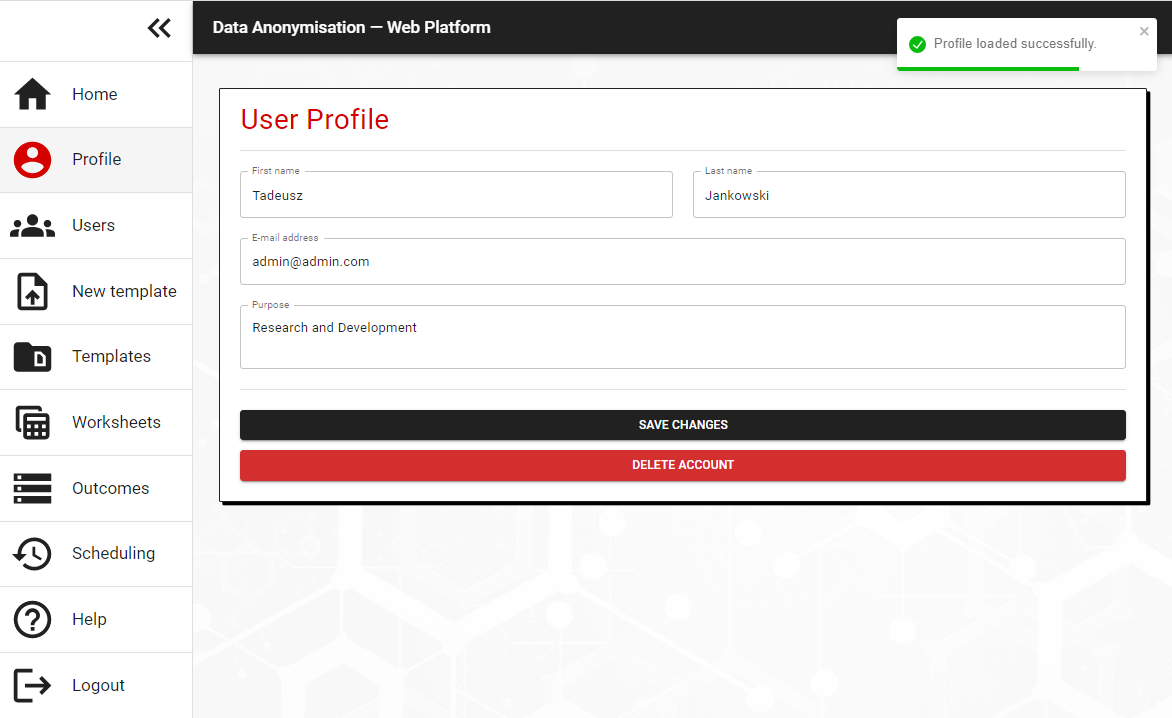 Data Anonymisation — Web Platform
Profile loaded successfully.
Home
Profile
Users
New template
Templates
Worksheets
Outcomes
Scheduling
Help
Logout
User Profile
First name
Tadeusz
Last name
Jankowski
E-mail address
admin@admin.com
Purpose
Research and Development
SAVE CHANGES
DELETE ACCOUNT